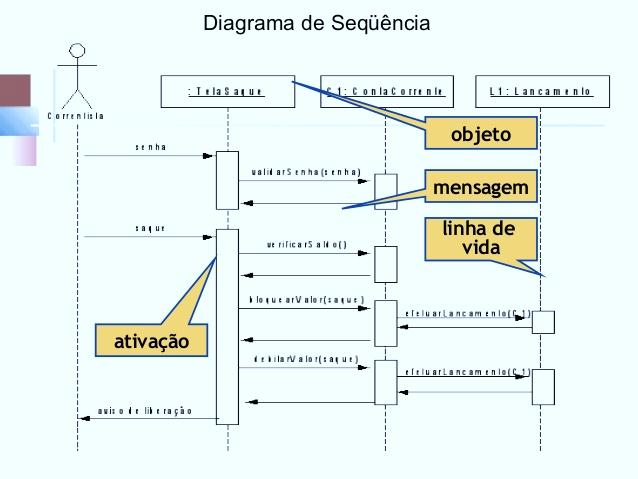 Diagrama de Seqüência
: TelaSaque
C1: ContaCorrente
L1: Lancamento
Correntista
objeto
senha
validarSenha(senha)
mensagem
saque
linha de
vida
verificarSaldo()
bloquearValor(saque)
efetuarLancamento(C1)
ativação
debitarValor(saque)
efetuarLancamento(C1)
aviso de liberação